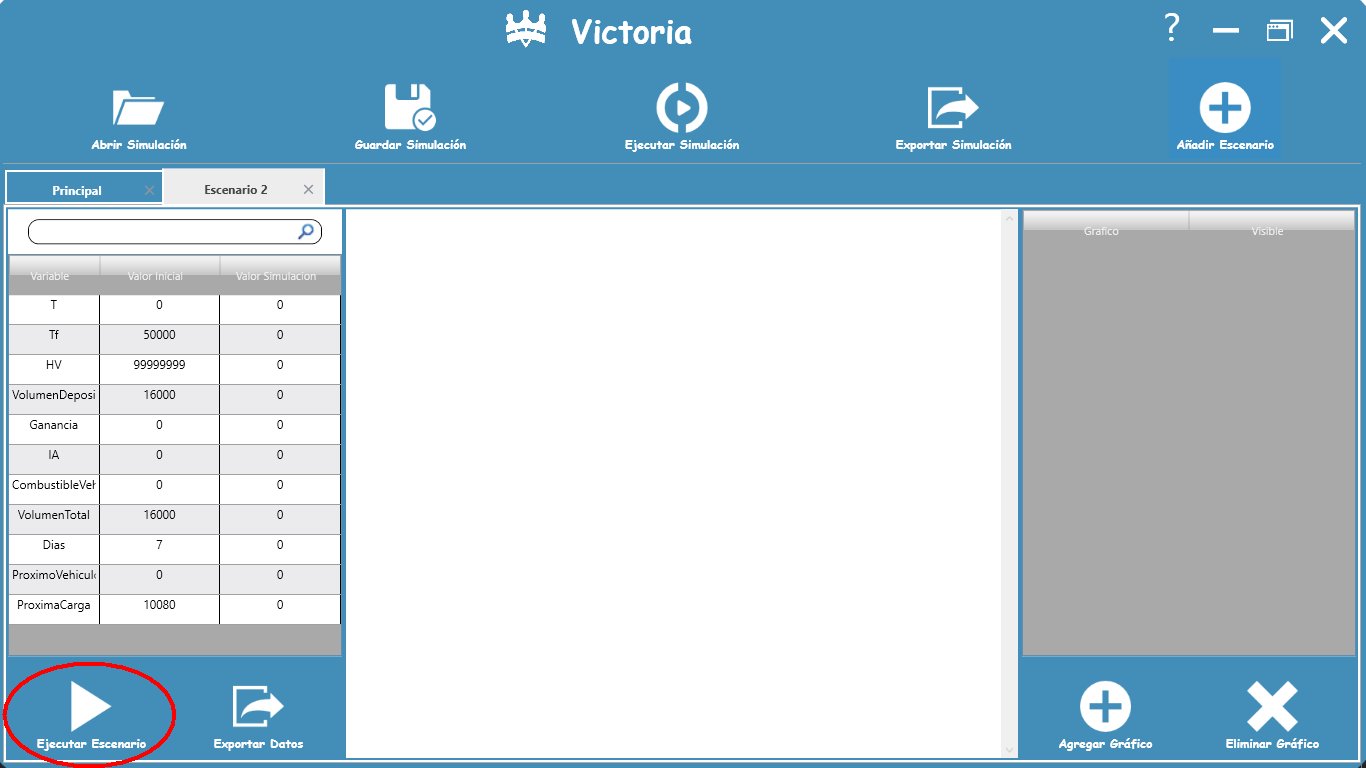 Victoria
?
Abrir Simulación
Guardar Simulación
Ejecutar Simulación
Exportar Simulación
Añadir Escenario
Principal
Escenario 2
Variable Valor Inicial Valor Simulacion
T 0 0
Tf 50000 0
HV 99999999 0
VolumenDeposi 16000 0
Ganancia 0 0
IA 0 0
CombustibleVeh 0 0
VolumenTotal 16000 0
Dias 7 0
ProximoVehiculo 0 0
ProximaCarga 10080 0
Grafico Visible
Ejecutar Escenario
Exportar Datos
Agregar Gráfico
Eliminar Gráfico